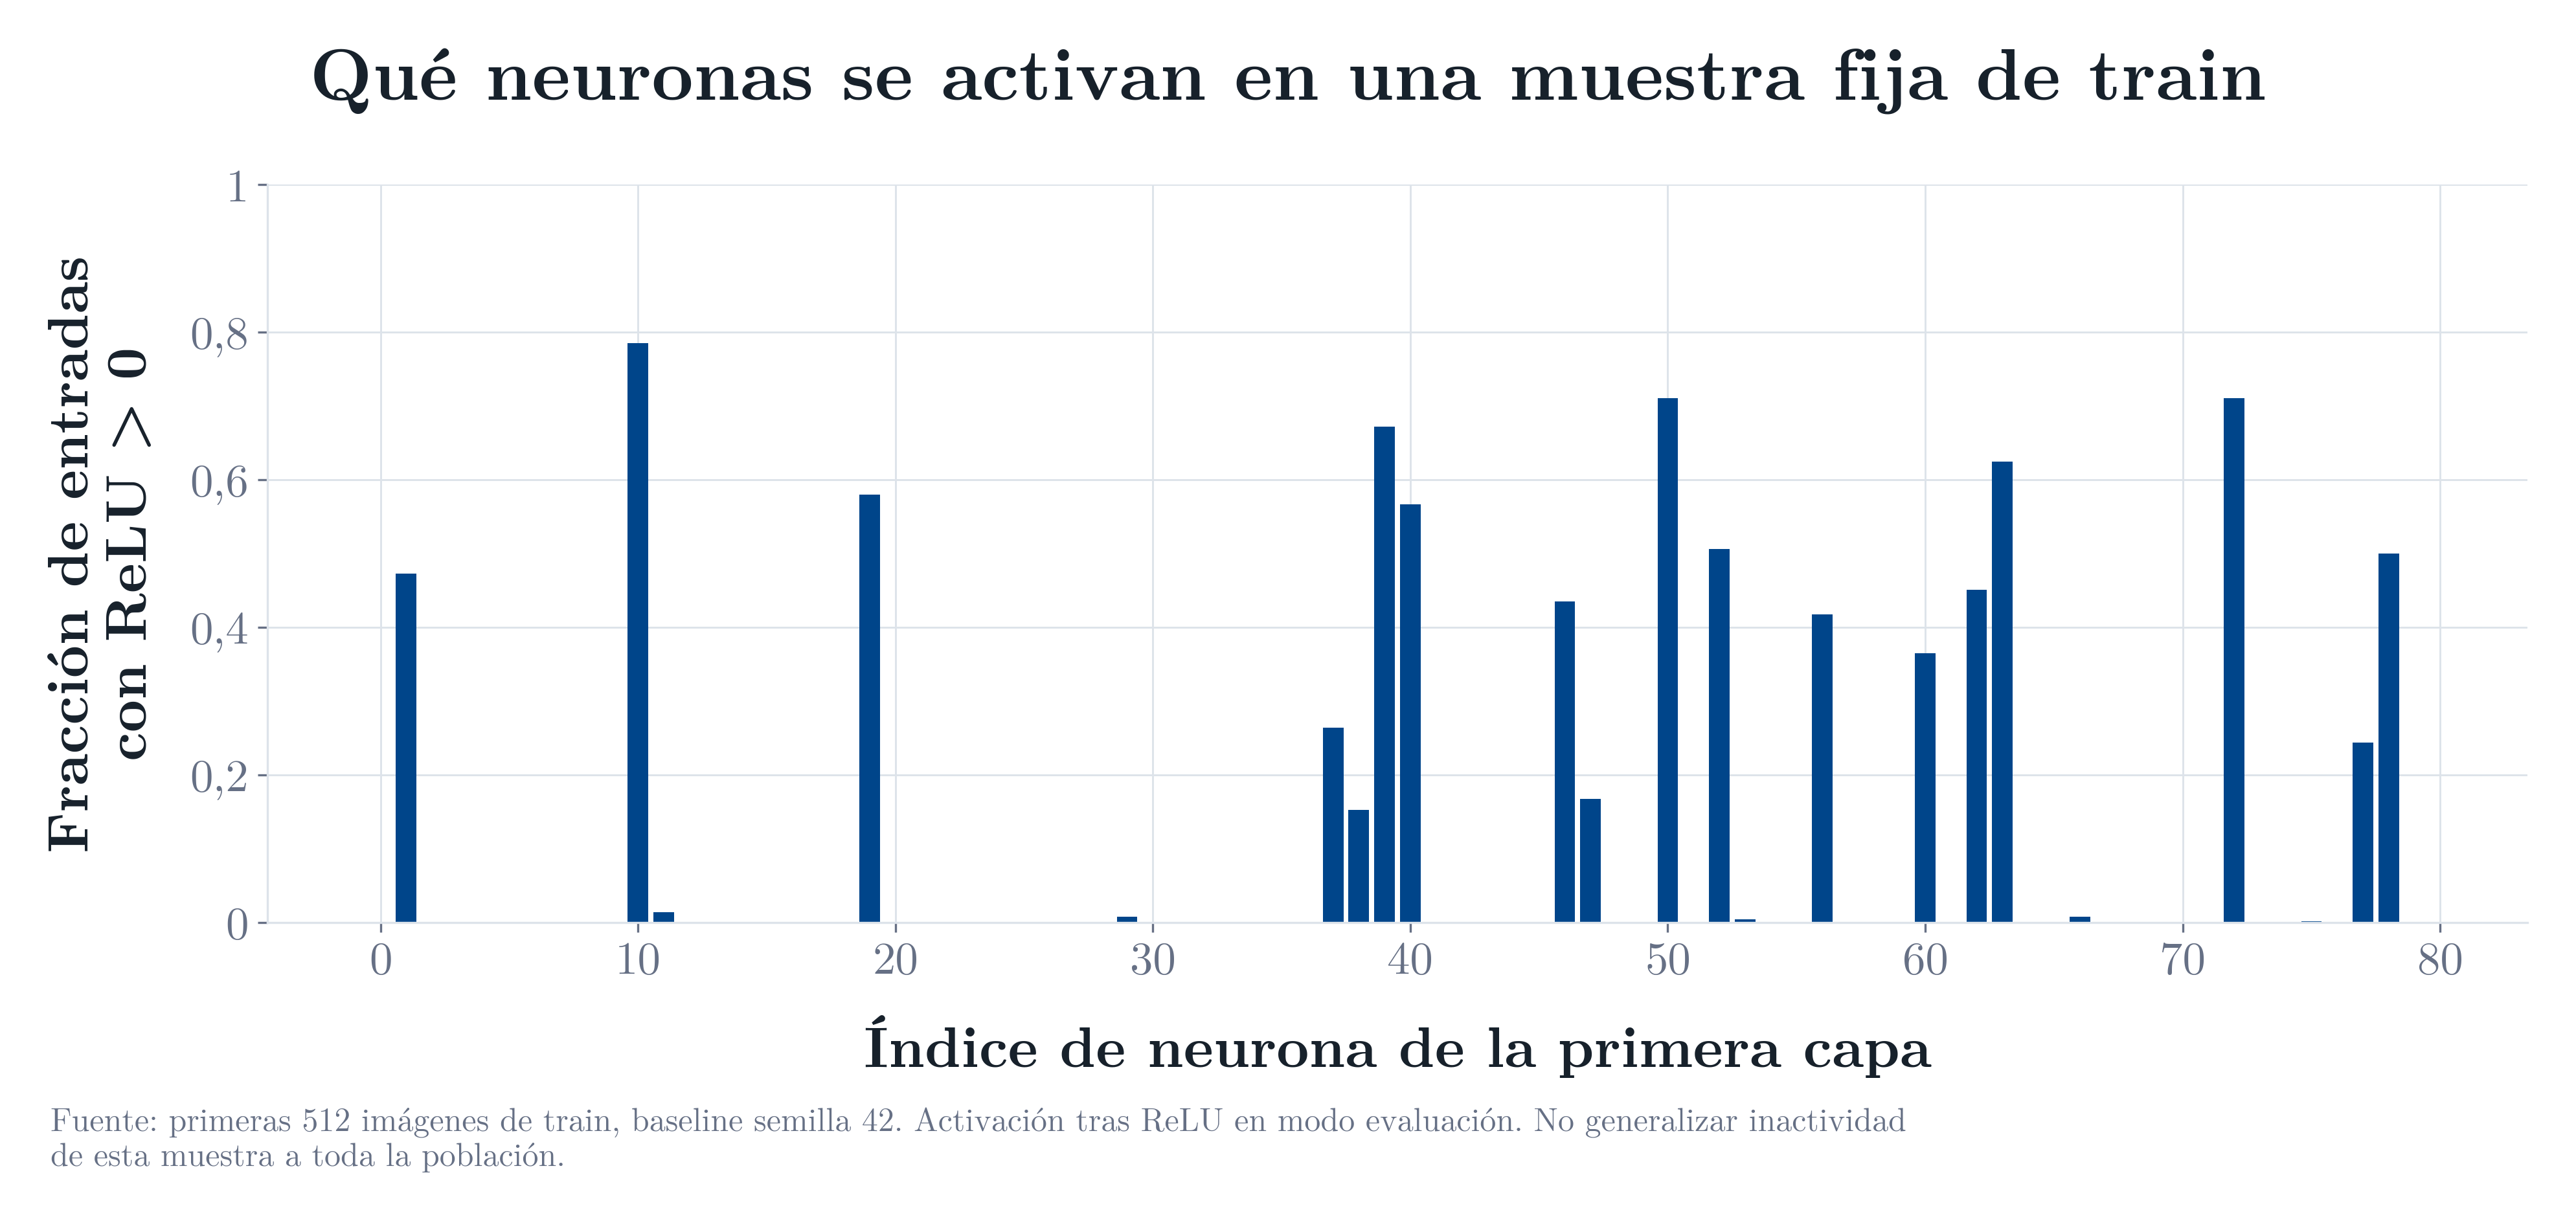 Qué neuronas se activan en una muestra fija de train
Fracción de entradas
con ReLU > 0
1
0,8
0,6
0,4
0,2
0
0 10 20 30 40 50 60 70 80
Índice de neurona de la primera capa
Fuente: primeras 512 imágenes de train, baseline semilla 42. Activación tras ReLU en modo evaluación. No generalizar inactividad
de esta muestra a toda la población.